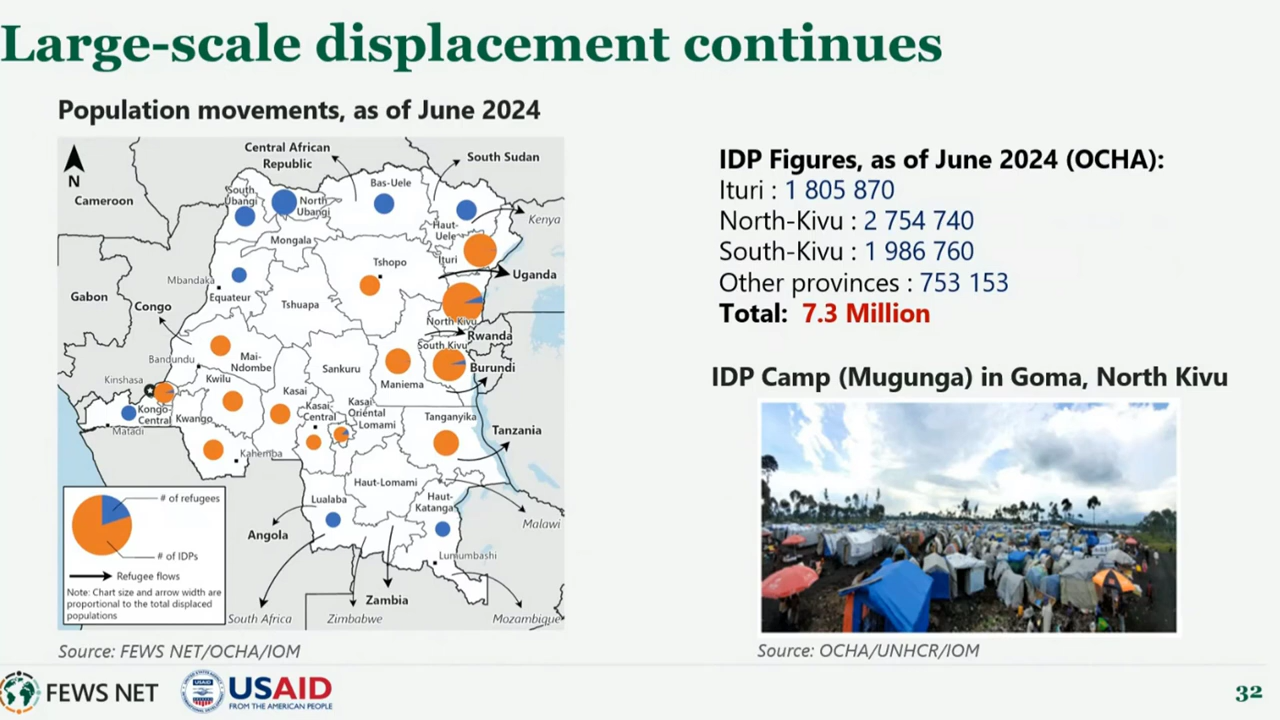 Large-scale displacement continues
Population movements, as of June 2024
N
Cameroon
Central African
Republic
South Sudan
South
Ubangi
North
Ubangi
Bas-Uele
Haut-
Uele
Kenya
Mongala
Ituri
Tshopo
Uganda
Mbandaka
Equateur
Gabon
Congo
Tshuapa
North Kivu
Rwanda
South Kivu
Burundi
Bandundu
Mai-
Ndombe
Sankuru
Maniema
Kinshasa
Kwilu
Kasai
Kongo
Central
Kwango
Kasai-
Central
Kasai
Oriental
Lomami
Tanganyika
Matadi
Tanzania
Kahemba
Haut-Lomami
Lualaba
Haut-
Katanga
Malawi
Angola
Lumumbashi
Zambia
South Africa
Zimbabwe
Mozambique
# of refugees
# of IDPs
Refugee flows
Note: Chart size and arrow width are
proportional to the total displaced
populations
Source: FEWS NET/OCHA/IOM
IDP Figures, as of June 2024 (OCHA):
Ituri : 1 805 870
North-Kivu : 2 754 740
South-Kivu : 1 986 760
Other provinces : 753 153
Total: 7.3 Million
IDP Camp (Mugunga) in Goma, North Kivu
Source: OCHA/UNHCR/IOM
FEWS NET
USAID
FROM THE AMERICAN PEOPLE
32